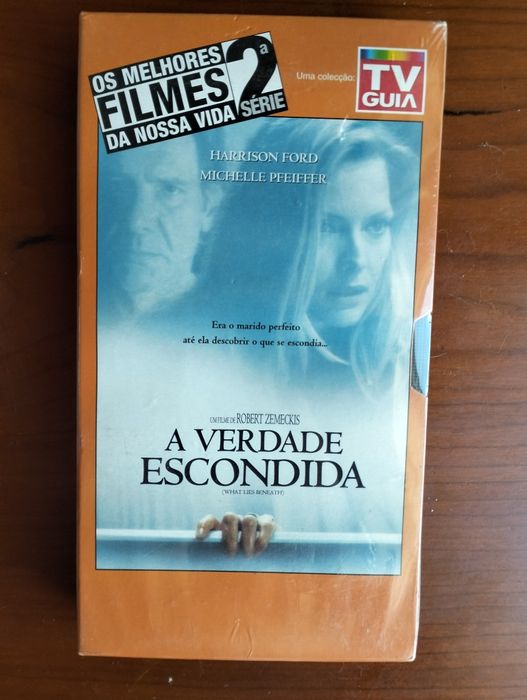 OS MELHORES
FILMES
DA NOSSA VIDA
2ª
SÉRIE
Uma colecção:
TV
GUIA
HARRISON FORD
MICHELLE PFEIFFER
Era o marido perfeito
até ela descobrir o que se escondia...
UM FILME DE ROBERT ZEMECKIS
A VERDADE
ESCONDIDA
(WHAT LIES BENEATH)